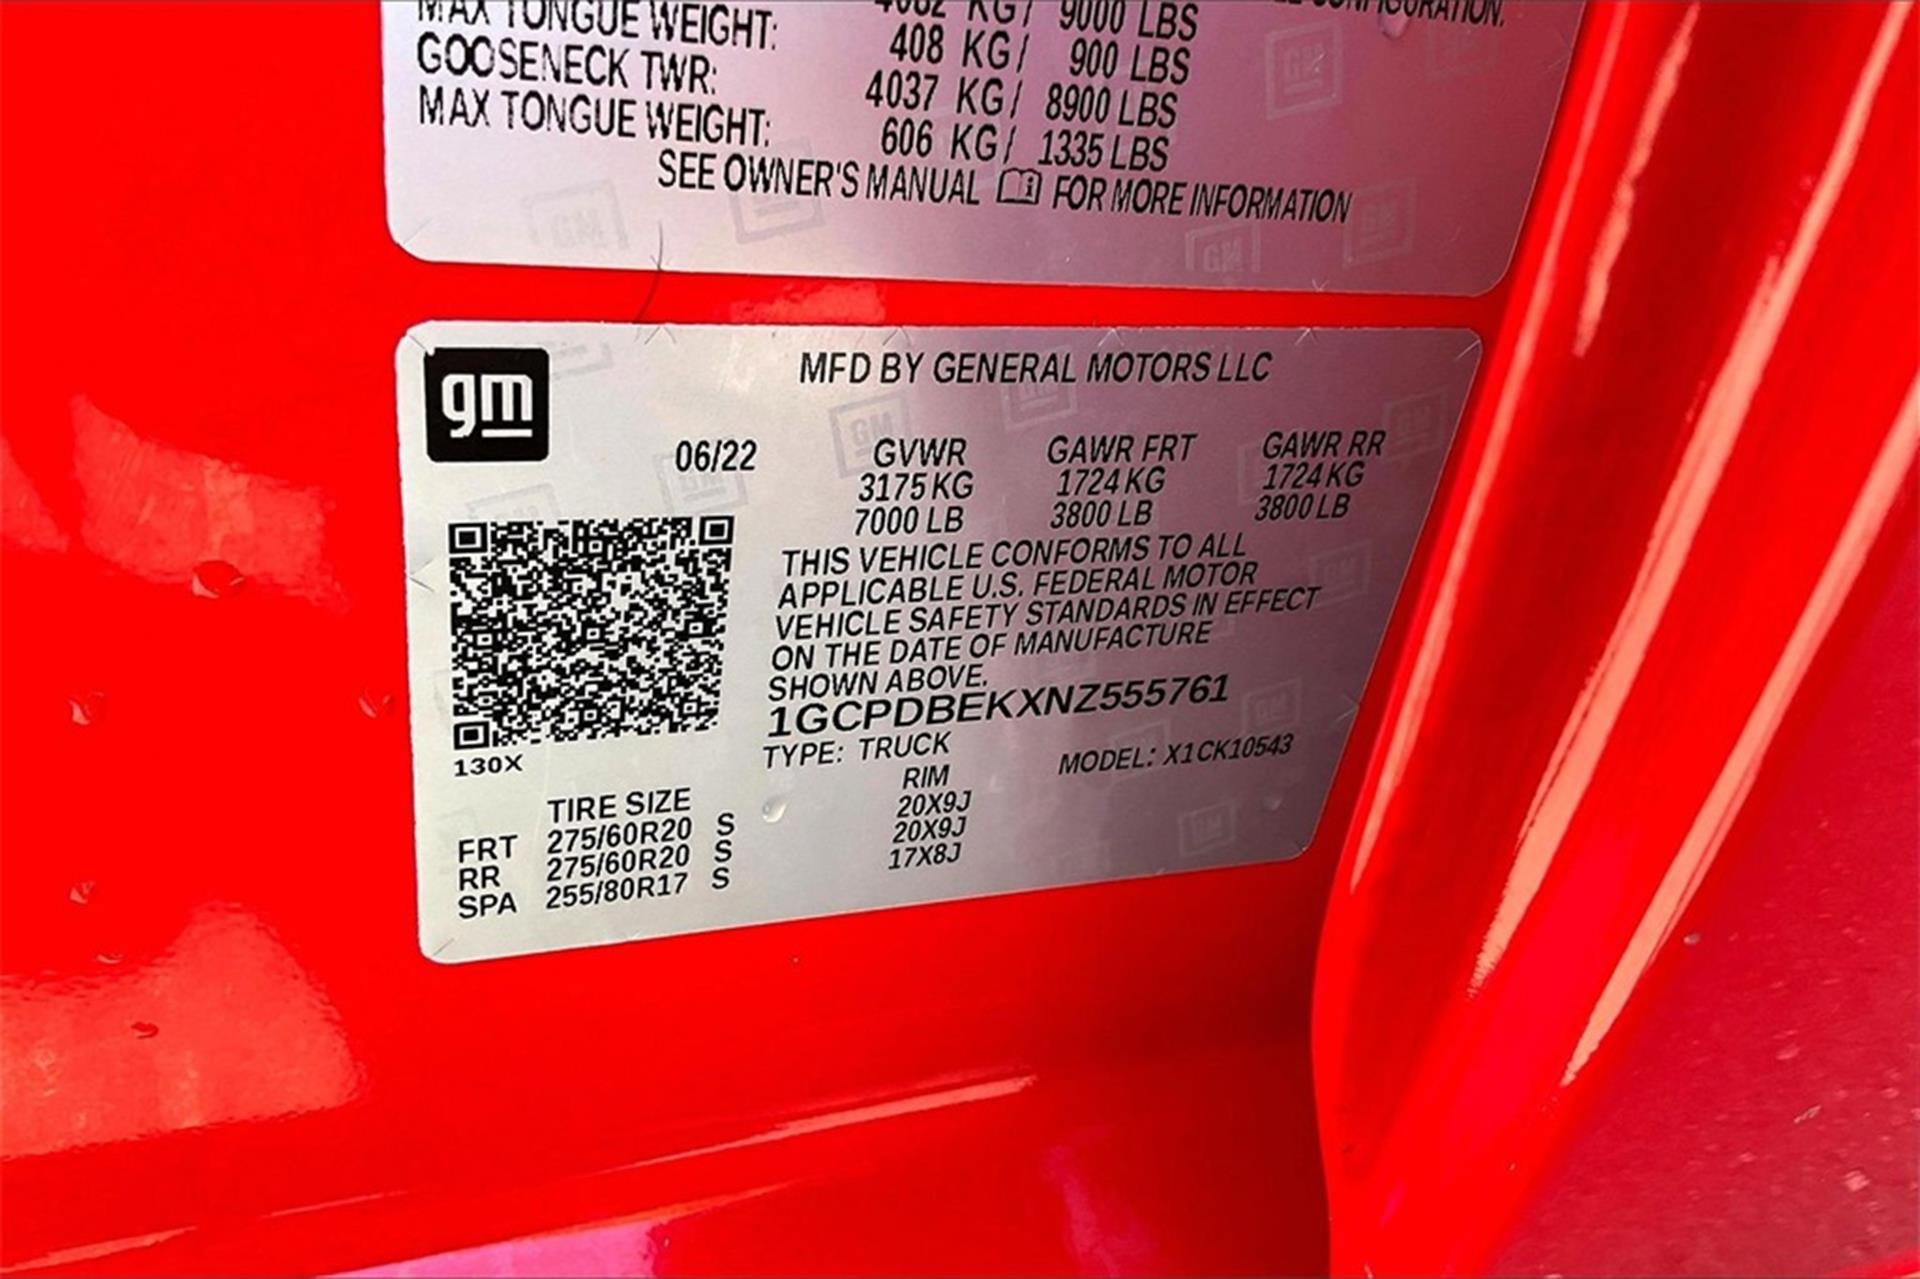 MAX TONGUE WEIGHT: 408 KG/ 900 LBS
GOOSENECK TWR: 4037 KG/ 8900 LBS
MAX TONGUE WEIGHT: 606 KG/ 1335 LBS
SEE OWNER'S MANUAL FOR MORE INFORMATION
gm
MFD BY GENERAL MOTORS LLC
06/22 GVWR GAWR FRT GAWR RR
3175 KG 1724 KG 1724 KG
7000 LB 3800 LB 3800 LB
THIS VEHICLE CONFORMS TO ALL
APPLICABLE U.S. FEDERAL MOTOR
VEHICLE SAFETY STANDARDS IN EFFECT
ON THE DATE OF MANUFACTURE
SHOWN ABOVE.
1GCPDBEKXNZ555761
130X
TYPE: TRUCK MODEL: X1CK10543
TIRE SIZE RIM
FRT 275/60R20 S 20X9J
RR 275/60R20 S 20X9J
SPA 255/80R17 S 17X8J